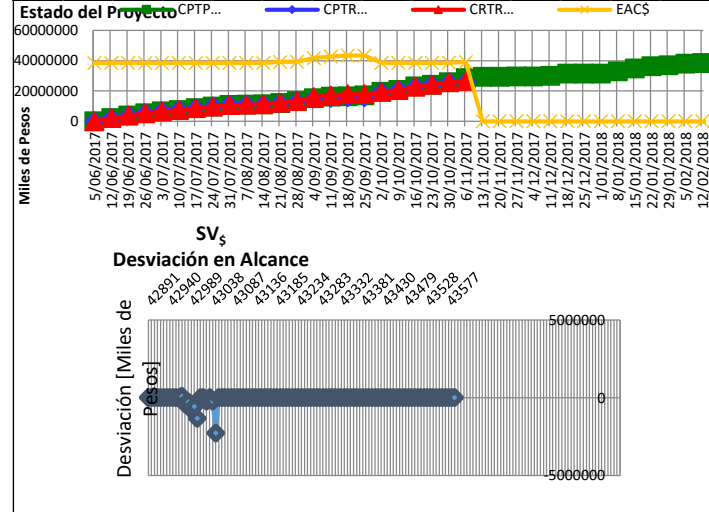 Estado del Proyecto
CPTP... CPTR... CRTR... EAC$
60000000
40000000
20000000
0
Miles de Pesos
5/06/2017 12/06/2017 19/06/2017 26/06/2017 3/07/2017 10/07/2017 17/07/2017 24/07/2017 31/07/2017 7/08/2017 14/08/2017 21/08/2017 28/08/2017 4/09/2017 11/09/2017 18/09/2017 25/09/2017 2/10/2017 9/10/2017 16/10/2017 23/10/2017 30/10/2017 6/11/2017 13/11/2017 20/11/2017 27/11/2017 4/12/2017 11/12/2017 18/12/2017 25/12/2017 1/01/2018 8/01/2018 15/01/2018 22/01/2018 29/01/2018 5/02/2018 12/02/2018
SV$
Desviación en Alcance
42891 42940 42989 43038 43087 43136 43185 43234 43283 43332 43381 43430 43479 43528 43577
Desviación [Miles de
Pesos]
5000000
0
-5000000